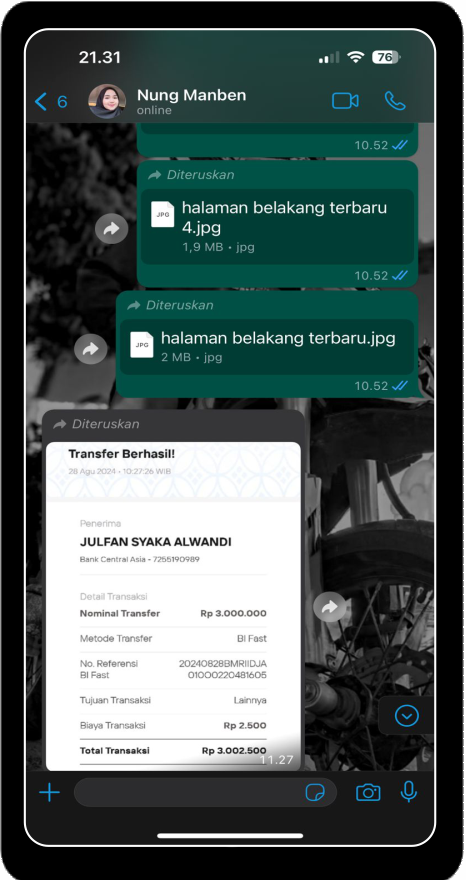 21.31
76
6
Nung Manben
online
10.52
Diteruskan
JPG
halaman belakang terbaru
4.jpg
1,9 MB • jpg
10.52
Diteruskan
JPG
halaman belakang terbaru.jpg
2 MB • jpg
10.52
Diteruskan
Transfer Berhasil!
28 Agu 2024 • 10:27:26 WIB
Penerima
JULFAN SYAKA ALWANDI
Bank Central Asia - 7255190989
Detail Transaksi
Nominal Transfer Rp 3.000.000
Metode Transfer BI Fast
No. Referensi 20240828BMRIIDJA
BI Fast 01000220481605
Tujuan Transaksi Lainnya
Biaya Transaksi Rp 2.500
Total Transaksi Rp 3.002.500
11.27